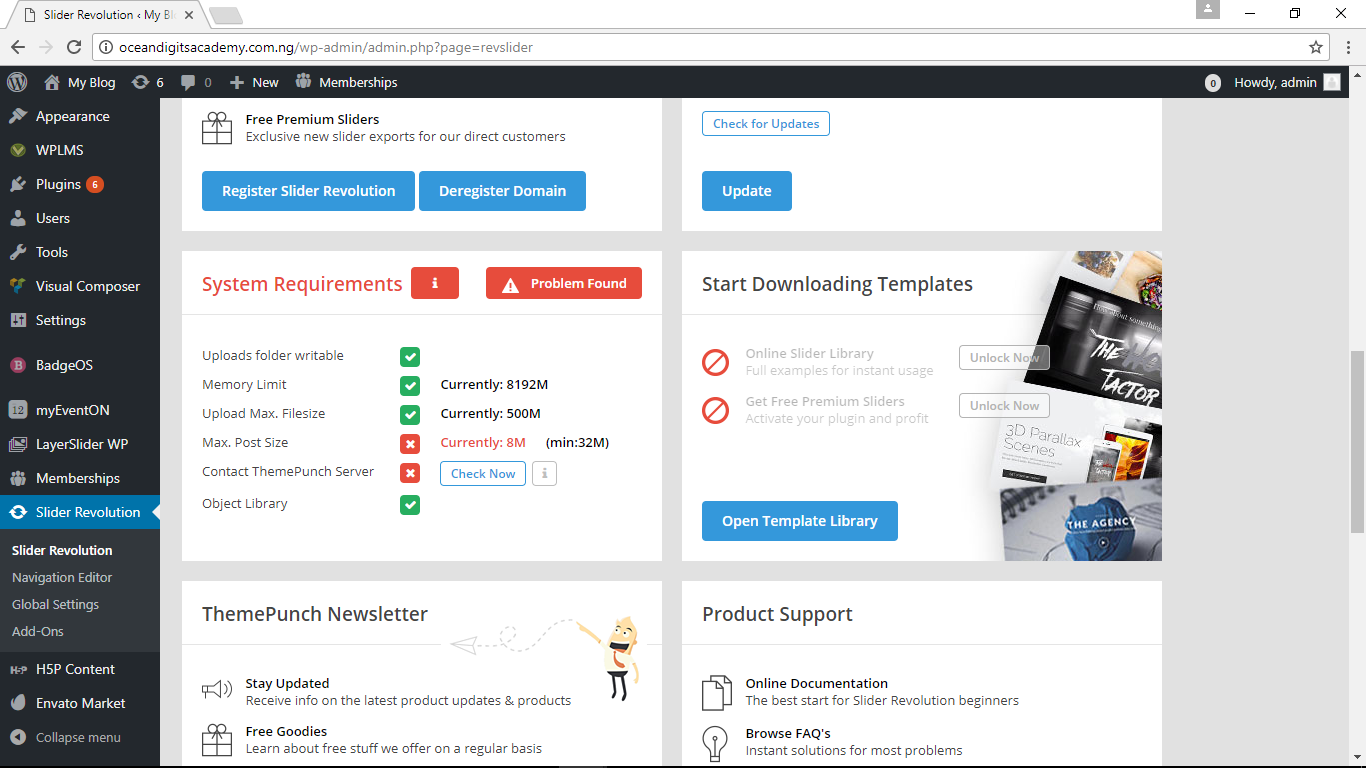 Slider Revolution ‹ My Bl
oceandigitsacademy.com.ng/wp-admin/admin.php?page=revslider
My Blog 6 0 New Memberships 0 Howdy, admin
Appearance
WPLMS
Plugins 6
Users
Tools
Visual Composer
Settings
BadgeOS
12 myEventON
LayerSlider WP
Memberships
Slider Revolution
Slider Revolution
Navigation Editor
Global Settings
Add-Ons
H5P Content
Envato Market
Collapse menu
Free Premium Sliders
Exclusive new slider exports for our direct customers
Register Slider Revolution Deregister Domain
Check for Updates
Update
System Requirements i Problem Found
Uploads folder writable
Memory Limit Currently: 8192M
Upload Max. Filesize Currently: 500M
Max. Post Size Currently: 8M (min:32M)
Contact ThemePunch Server Check Now i
Object Library
Start Downloading Templates
Online Slider Library
Full examples for instant usage
Unlock Now
Get Free Premium Sliders
Activate your plugin and profit
Unlock Now
about something
THE
FACTOR
3D Parallax
Scenes
THE AGENCY
Open Template Library
ThemePunch Newsletter
Stay Updated
Receive info on the latest product updates & products
Free Goodies
Learn about free stuff we offer on a regular basis
Product Support
Online Documentation
The best start for Slider Revolution beginners
Browse FAQ's
Instant solutions for most problems